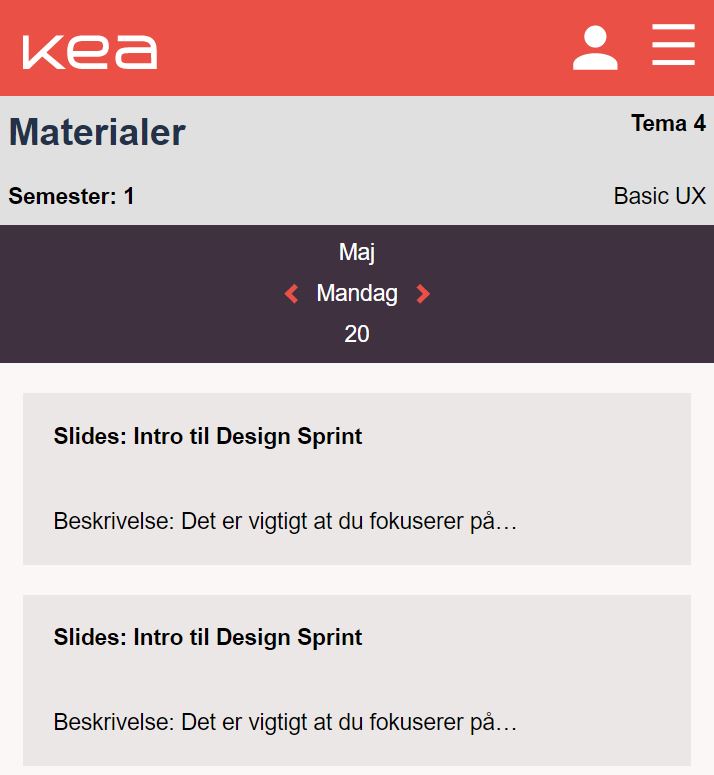 kea
Materialer
Tema 4
Semester: 1
Basic UX
Maj
Mandag
20
Slides: Intro til Design Sprint
Beskrivelse: Det er vigtigt at du fokuserer på…
Slides: Intro til Design Sprint
Beskrivelse: Det er vigtigt at du fokuserer på…